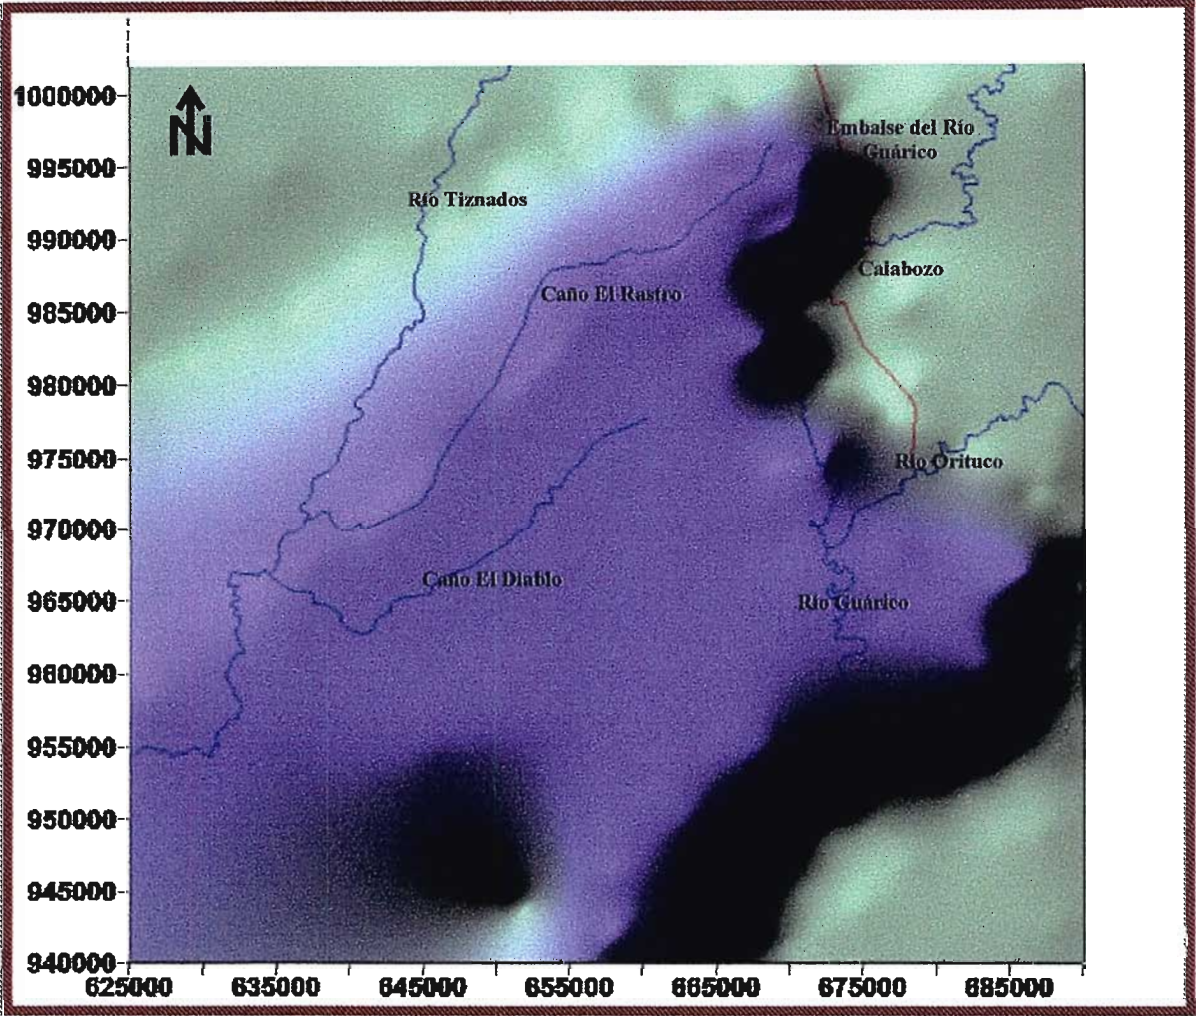 N
1000000
Embalse del Río
Guárico
995000
Río Tiznados
990000
Calabozo
Caño El Rastro
985000
980000
975000
Río Orituco
970000
Caño El Diablo
965000
Río Guárico
960000
955000
950000
945000
940000
625000 635000 645000 655000 665000 675000 685000